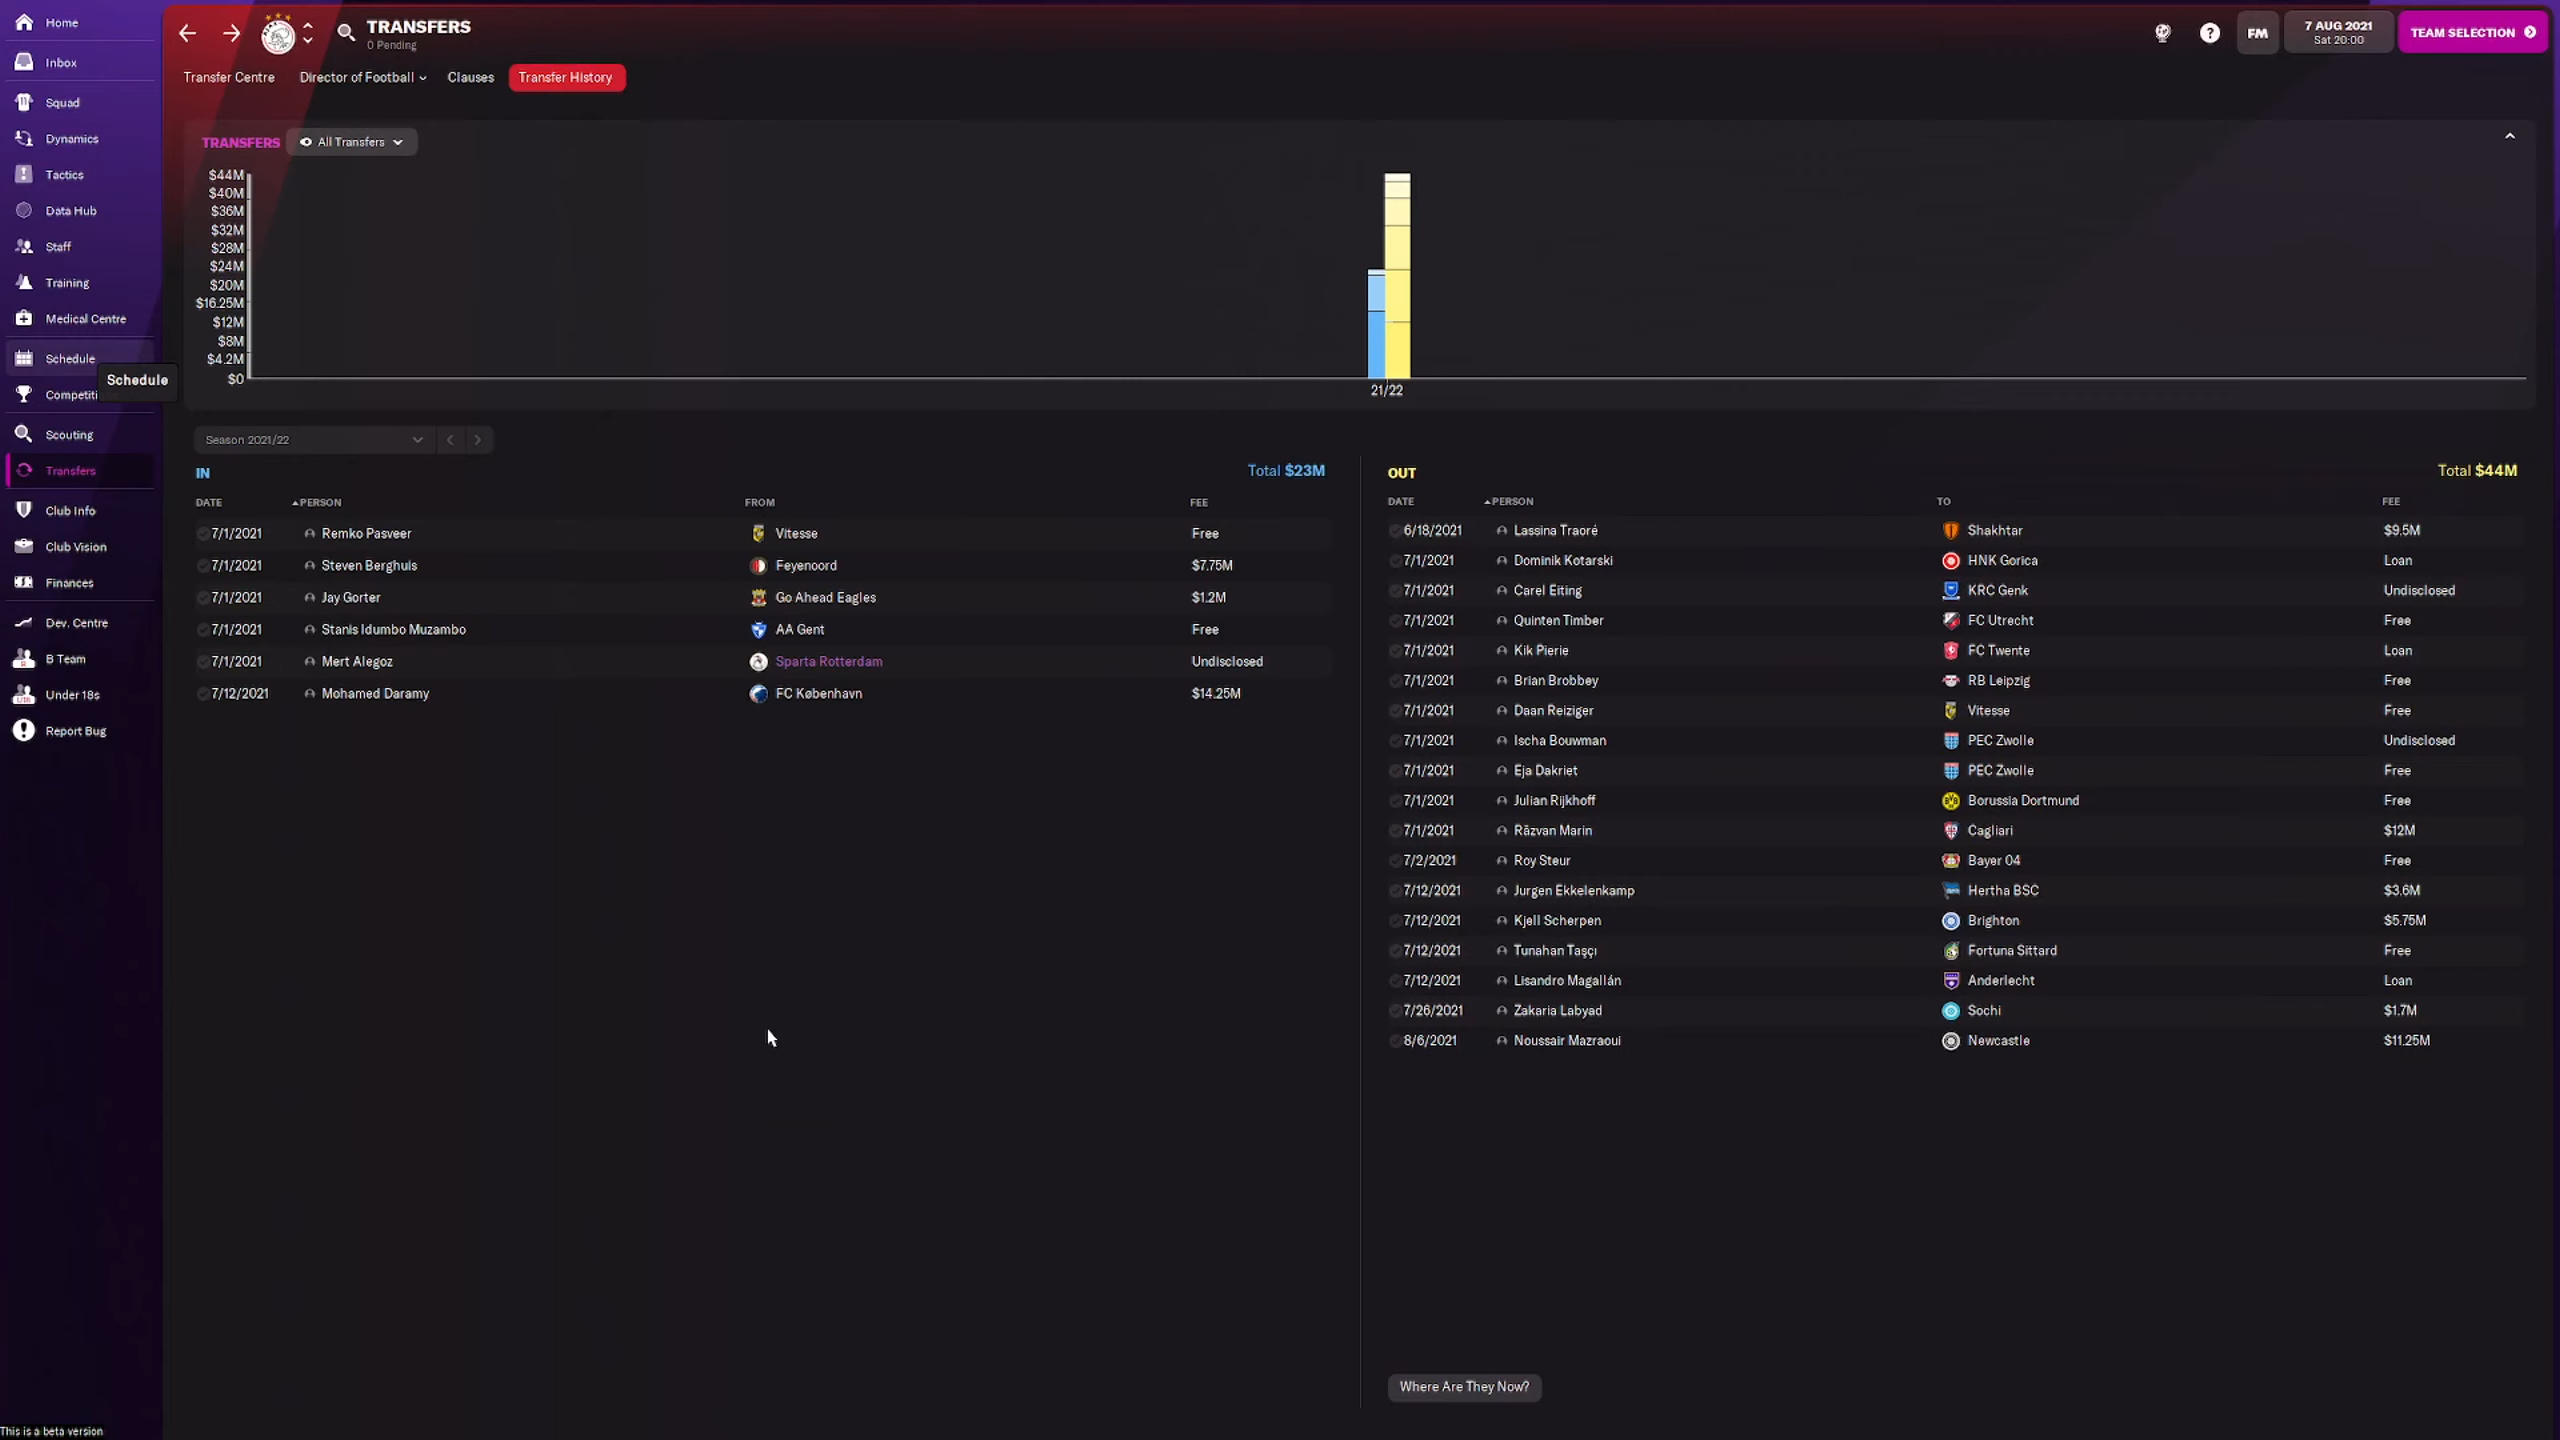 Home
Inbox
Squad
Dynamics
Tactics
Data Hub
Staff
Training
Medical Centre
Schedule
Schedule
Competiti
Scouting
Transfers
Club Info
Club Vision
Finances
Dev. Centre
B Team
Under 18s
Report Bug
This is a beta version
TRANSFERS
0 Pending
? FM 7 AUG 2021 TEAM SELECTION
Sat 20:00
Transfer Centre Director of Football Clauses Transfer History
TRANSFERS All Transfers
$44M
$40M
$36M
$32M
$28M
$24M
$20M
$16.25M
$12M
$8M
$4.2M
$0
21/22
Season 2021/22
IN Total $23M
DATE PERSON FROM FEE
7/1/2021 Remko Pasveer Vitesse Free
7/1/2021 Steven Berghuis Feyenoord $7.75M
7/1/2021 Jay Gorter Go Ahead Eagles $1.2M
7/1/2021 Stanis Idumbo Muzambo AA Gent Free
7/1/2021 Mert Alegoz Sparta Rotterdam Undisclosed
7/12/2021 Mohamed Daramy FC København $14.25M
OUT Total $44M
DATE PERSON TO FEE
6/18/2021 Lassina Traoré Shakhtar $9.5M
7/1/2021 Dominik Kotarski HNK Gorica Loan
7/1/2021 Carel Eiting KRC Genk Undisclosed
7/1/2021 Quinten Timber FC Utrecht Free
7/1/2021 Kik Pierie FC Twente Loan
7/1/2021 Brian Brobbey RB Leipzig Free
7/1/2021 Daan Reiziger Vitesse Free
7/1/2021 Ischa Bouwman PEC Zwolle Undisclosed
7/1/2021 Eja Dakriet PEC Zwolle Free
7/1/2021 Julian Rijkhoff Borussia Dortmund Free
7/1/2021 Răzvan Marin Cagliari $12M
7/2/2021 Roy Steur Bayer 04 Free
7/12/2021 Jurgen Ekkelenkamp Hertha BSC $3.6M
7/12/2021 Kjell Scherpen Brighton $5.75M
7/12/2021 Tunahan Taşçı Fortuna Sittard Free
7/12/2021 Lisandro Magallán Anderlecht Loan
7/26/2021 Zakaria Labyad Sochi $1.7M
8/6/2021 Noussair Mazraoui Newcastle $11.25M
Where Are They Now?